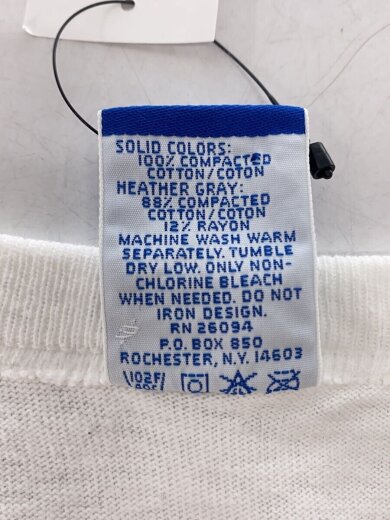 SOLID COLORS:
100% COMPACTED
COTTON/COTON
HEATHER GRAY:
88% COMPACTED
COTTON/COTON
12% RAYON
MACHINE WASH WARM
SEPARATELY. TUMBLE
DRY LOW. ONLY NON-
CHLORINE BLEACH
WHEN NEEDED. DO NOT
IRON DESIGN.
RN 26094
P.O. BOX 850
ROCHESTER, N.Y. 14603
102F